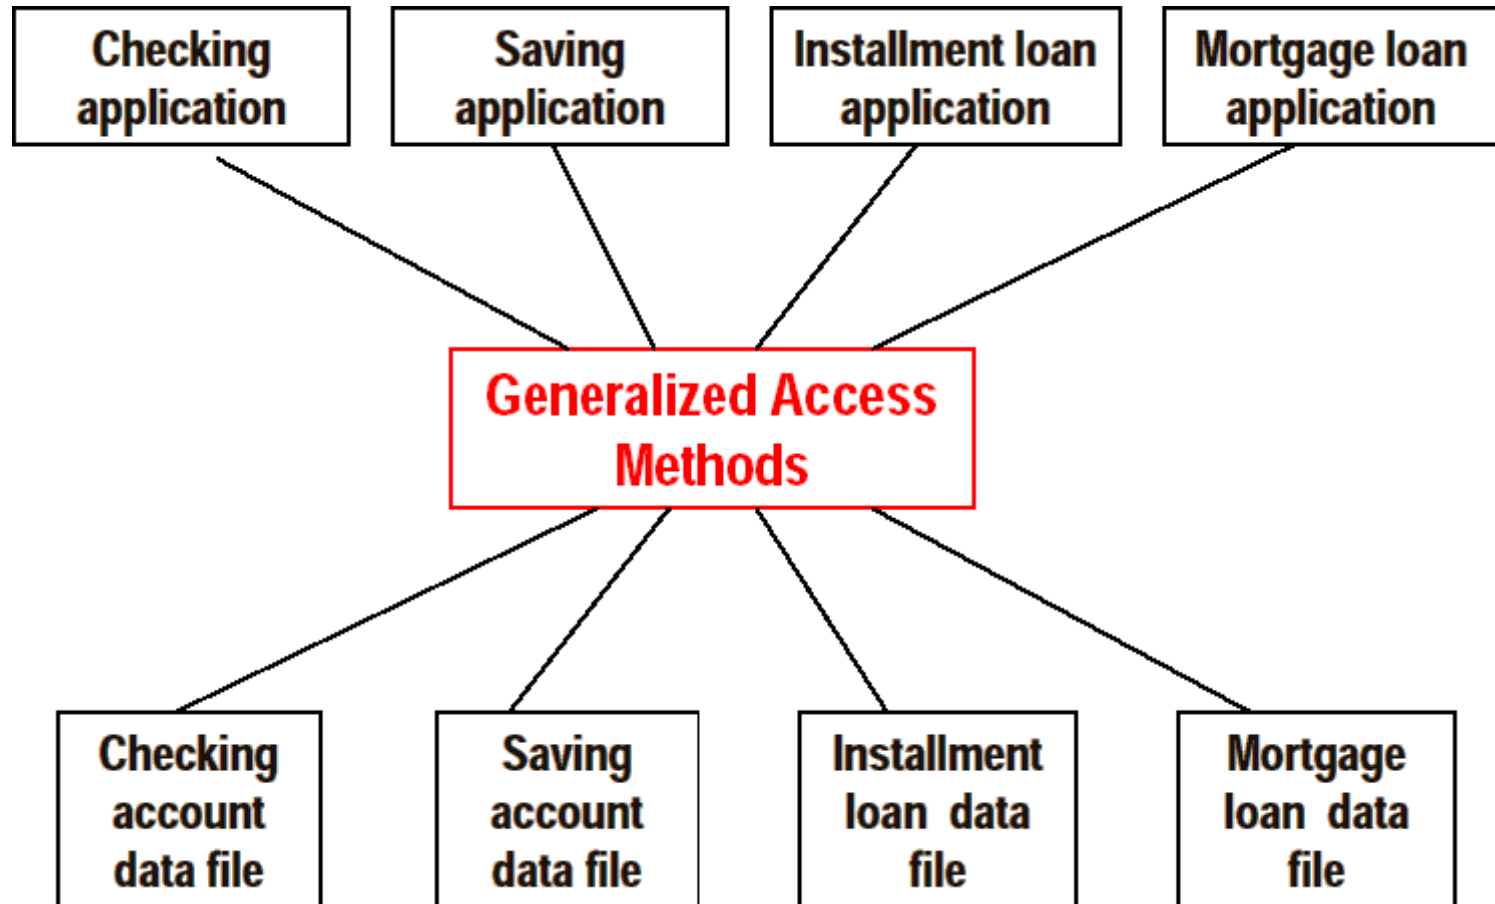 Checking
application
Saving
application
Installment loan
application
Mortgage loan
application
Generalized Access
Methods
Checking
account
data file
Saving
account
data file
Installment
loan data
file
Mortgage
loan data
file